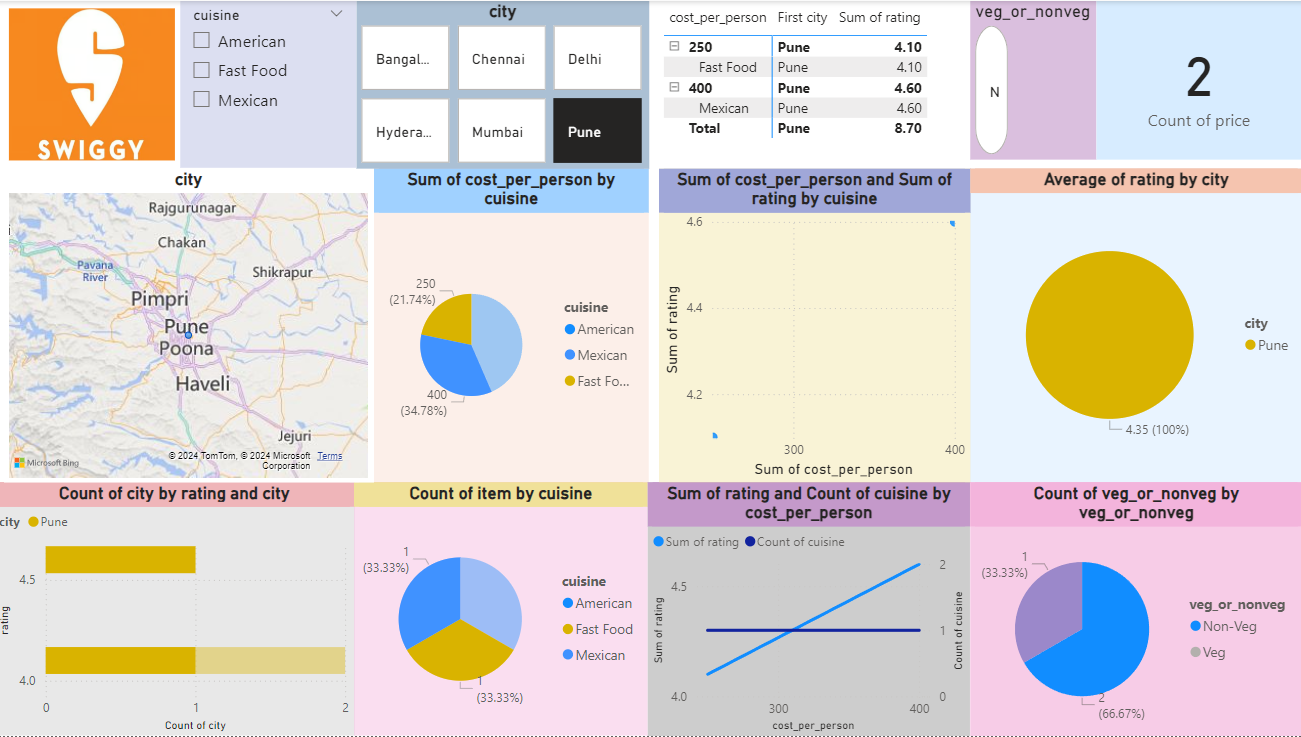 SWIGGY
cuisine
American
Fast Food
Mexican
city
Bangal...
Chennai
Delhi
Hydera...
Mumbai
Pune
cost_per_person First city Sum of rating
250 Pune 4.10
Fast Food Pune 4.10
400 Pune 4.60
Mexican Pune 4.60
Total Pune 8.70
veg_or_nonveg
N
2
Count of price
city
Rajgurunagar
Chakan
Pavana
River
Shikrapur
Pimpri
Pune
Poona
Haveli
Jejuri
Microsoft Bing
© 2024 TomTom, © 2024 Microsoft Terms
Corporation
Sum of cost_per_person by
cuisine
250
(21.74%)
400
(34.78%)
cuisine
American
Mexican
Fast Fo...
Sum of cost_per_person and Sum of
rating by cuisine
4.6
4.4
4.2
Sum of rating
300
400
Sum of cost_per_person
Average of rating by city
4.35 (100%)
city
Pune
Count of city by rating and city
city Pune
4.5
4.0
rating
0
1
2
Count of city
Count of item by cuisine
1
(33.33%)
1
(33.33%)
cuisine
American
Fast Food
Mexican
Sum of rating and Count of cuisine by
cost_per_person
Sum of rating Count of cuisine
4.5
4.0
Sum of rating
2
1
0
Count of cuisine
300
400
cost_per_person
Count of veg_or_nonveg by
veg_or_nonveg
1
(33.33%)
2
(66.67%)
veg_or_nonveg
Non-Veg
Veg